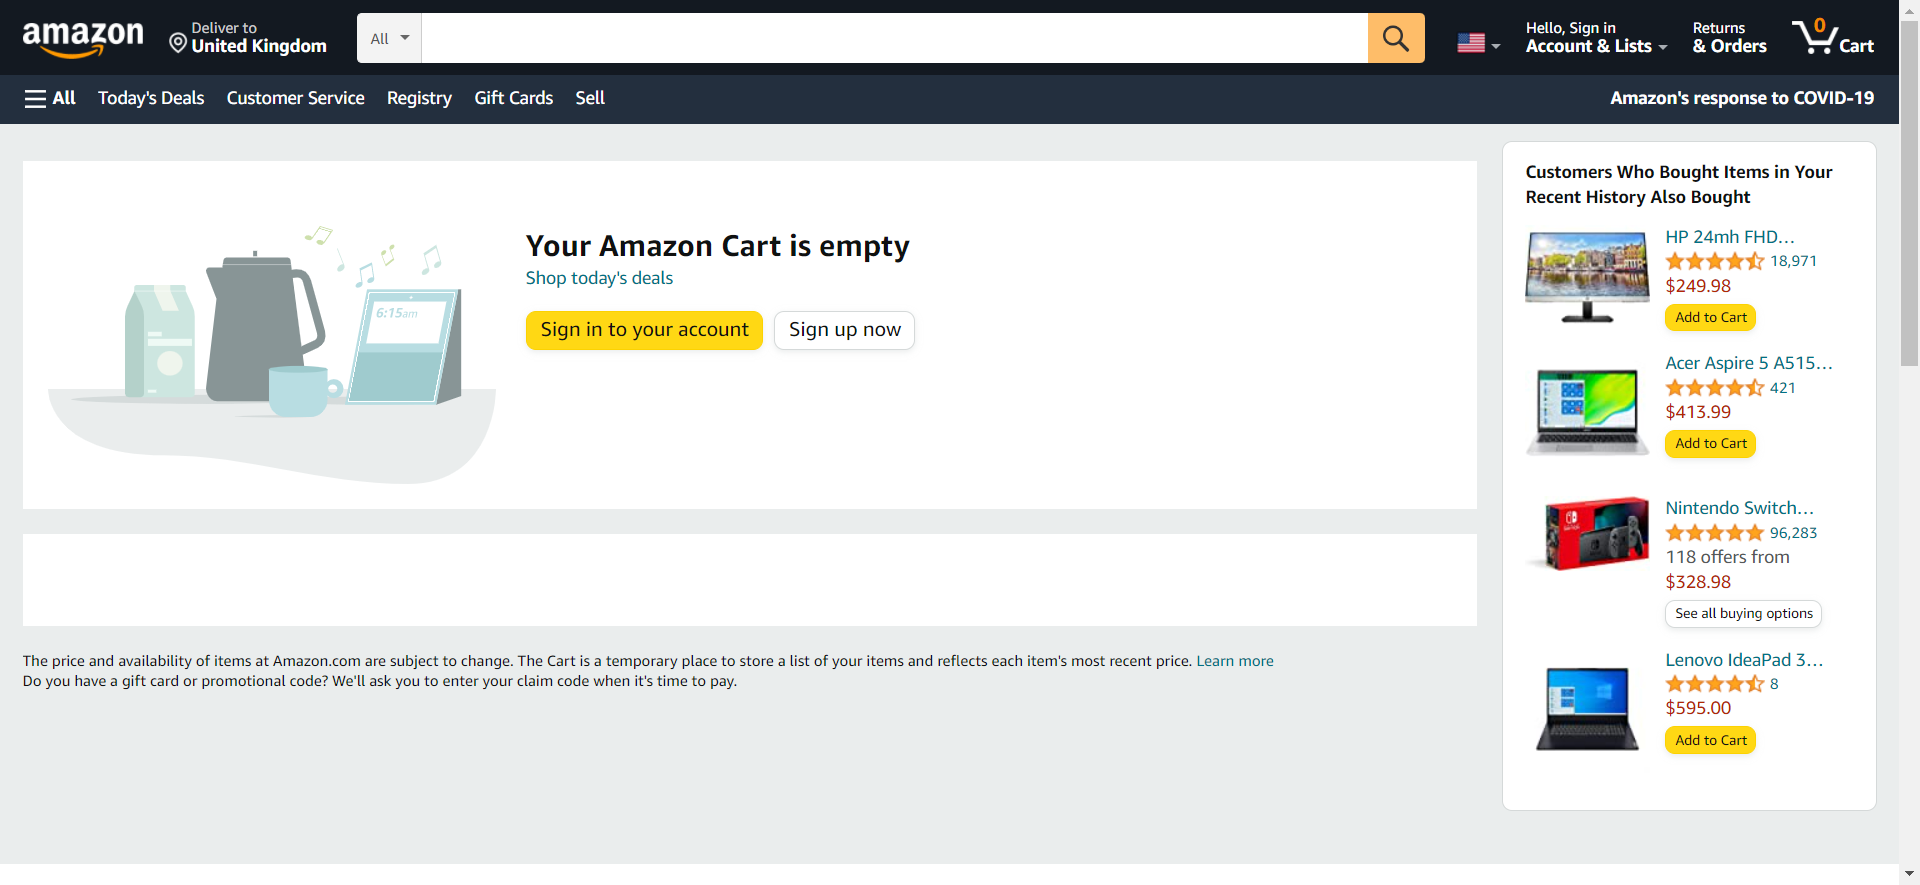 amazon
Deliver to
United Kingdom
All
Hello, Sign in
Account & Lists
Returns
& Orders
0
Cart
All
Today's Deals
Customer Service
Registry
Gift Cards
Sell
Amazon's response to COVID-19
6:15am
Your Amazon Cart is empty
Shop today's deals
Sign in to your account
Sign up now
The price and availability of items at Amazon.com are subject to change. The Cart is a temporary place to store a list of your items and reflects each item's most recent price. Learn more
Do you have a gift card or promotional code? We'll ask you to enter your claim code when it's time to pay.
Customers Who Bought Items in Your
Recent History Also Bought
HP 24mh FHD…
18,971
$249.98
Add to Cart
Acer Aspire 5 A515…
421
$413.99
Add to Cart
Nintendo Switch…
96,283
118 offers from
$328.98
See all buying options
Lenovo IdeaPad 3…
8
$595.00
Add to Cart